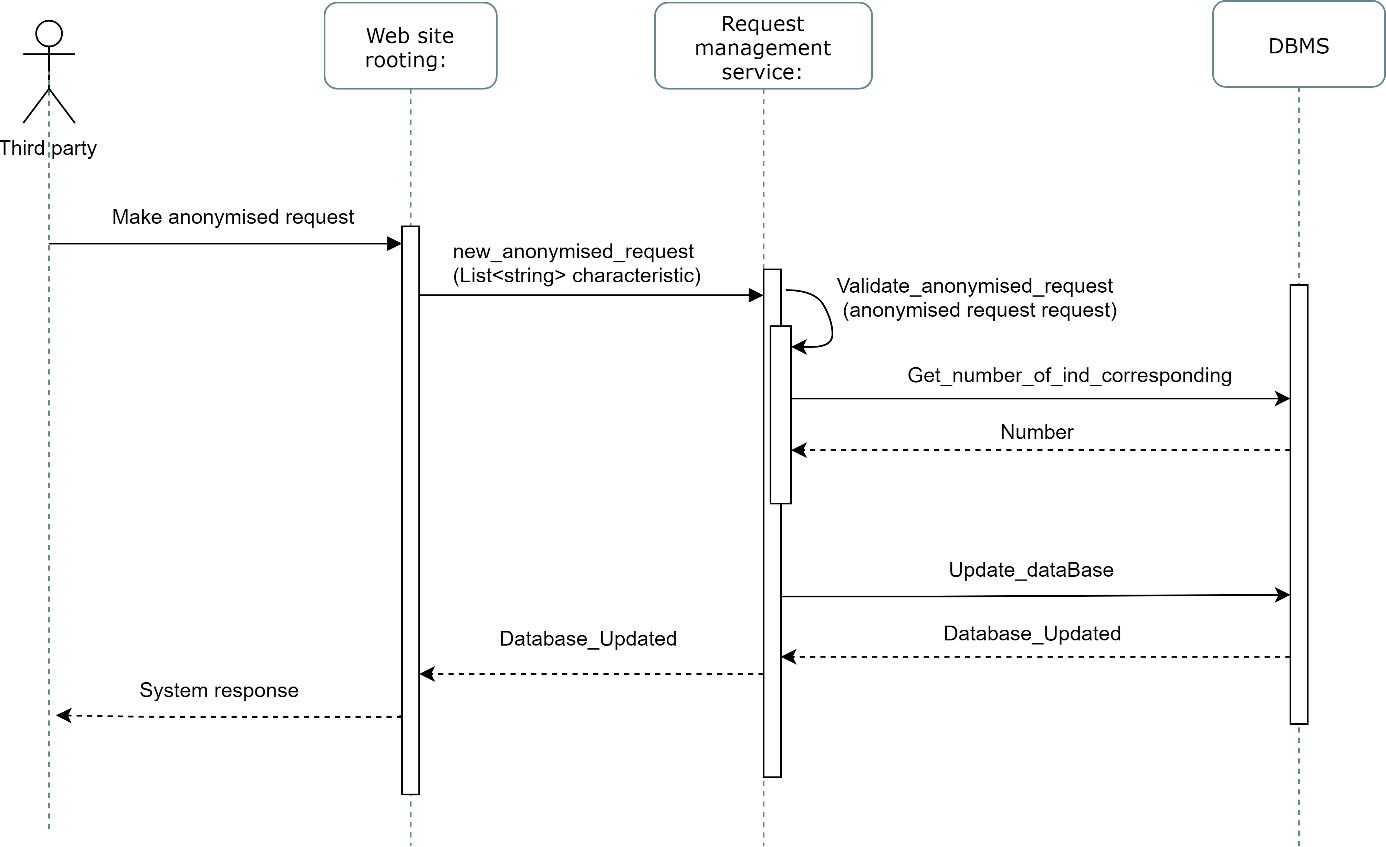 Web site
rooting:
Request
management
service:
DBMS
Third party
Make anonymised request
new_anonymised_request
(List<string> characteristic)
Validate_anonymised_request
(anonymised request request)
Get_number_of_ind_corresponding
Number
Update_dataBase
Database_Updated
Database_Updated
System response